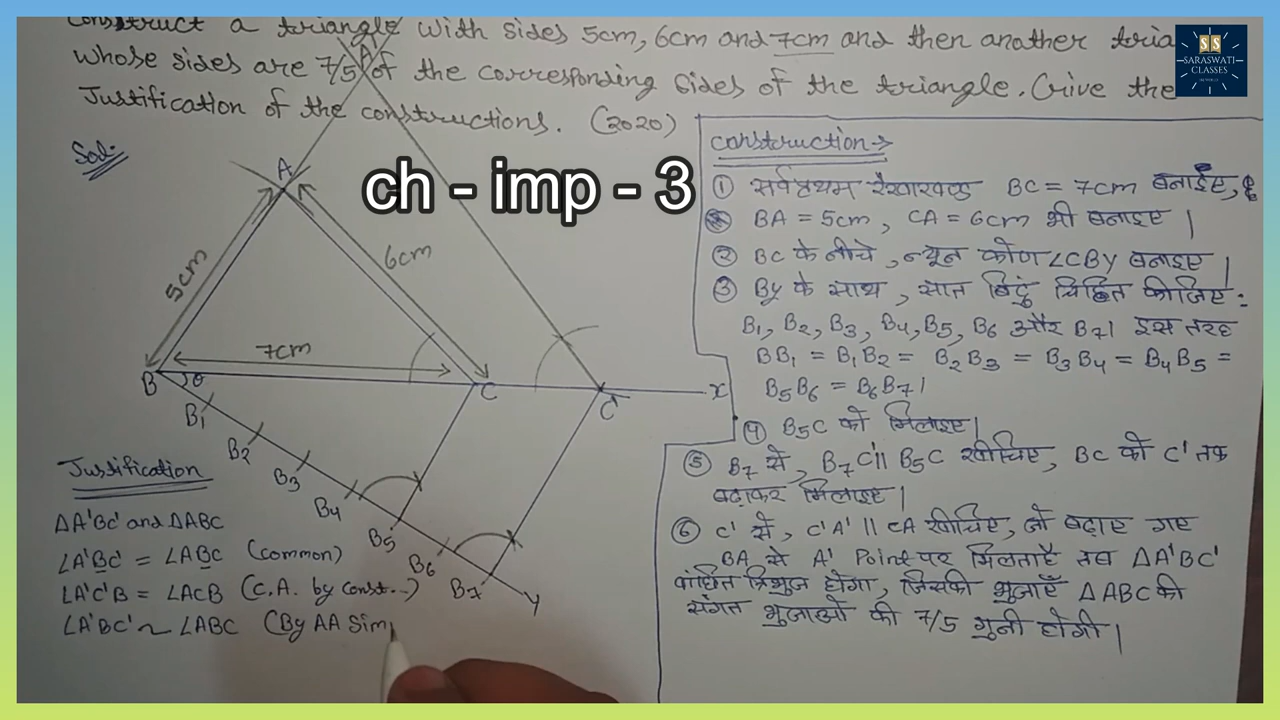 Construct a triangle with sides 5cm, 6cm and 7cm and then another tria
whose sides are 7/5 of the corresponding sides of the triangle. Give the
Justification of the constructions. (2020)
SS
SARASWATI
CLASSES
Sol:
ch - imp - 3
A'
A
5cm
6cm
7cm
B
θ
C
C'
X
B1
B2
B3
B4
B5
B6
B7
Y
Justification
ΔA'BC' and ΔABC
∠A'BC' = ∠ABC (common)
∠A'C'B = ∠ACB (C.A. by const...)
∠A'BC' ~ ∠ABC (By AA Sim
Construction →
① सर्वप्रथम रेखाखण्ड BC = 7cm बनाईए,
BA = 5cm, CA = 6cm भी बनाइए |
② BC के नीचे, न्यून कोण ∠CBY बनाइए |
③ By के साथ, सात बिंदु चिह्नित कीजिए :
B1, B2, B3, B4, B5, B6 और B7। इस तरह
BB1 = B1B2 = B2B3 = B3B4 = B4B5 =
B5B6 = B6B7 |
④ B5C को मिलाइए |
⑤ B7 से, B7C' || B5C खीचिए, BC को C' तक
बढ़ाकर मिलाइए |
⑥ C' से, C'A' || CA खीचिए, जो बढ़ाए गए
BA से A' Point पर मिलता है तब ΔA'BC'
वांछित त्रिभुज होगा, जिसकी भुजाएँ ΔABC की
संगत भुजाओं की 7/5 गुनी होगी |